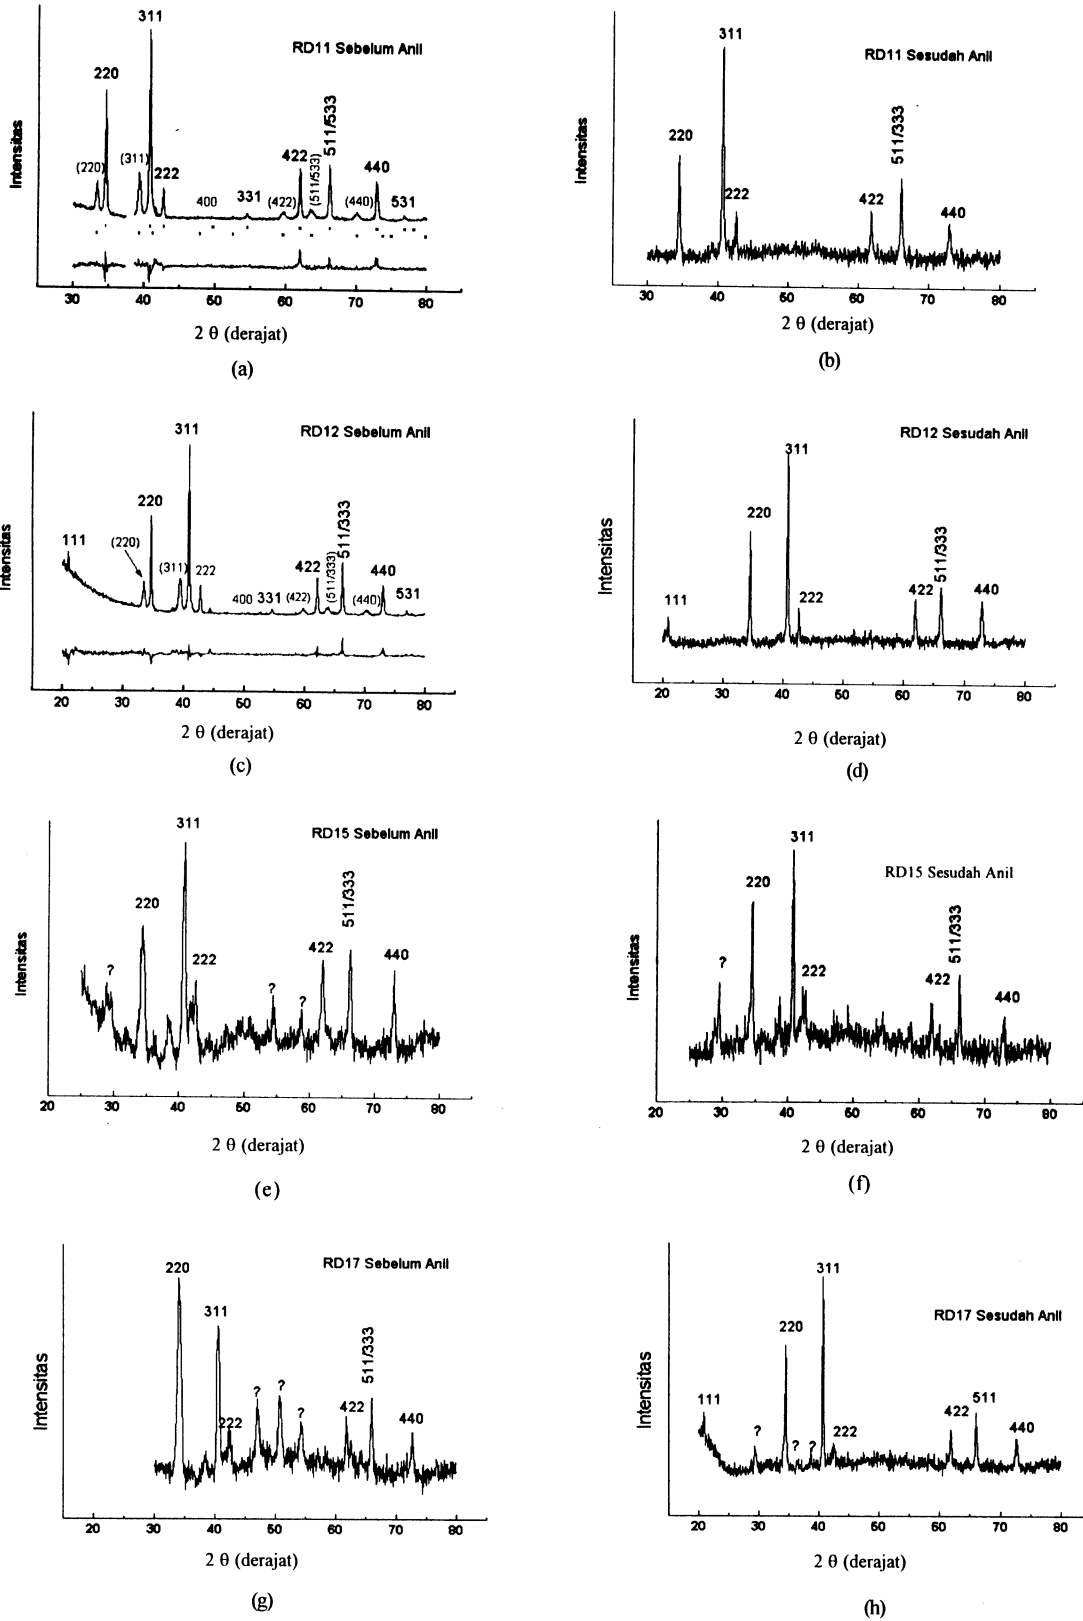 311
RD11 Sebelum Anil
220
511/533
Intensitas
(220)
(311)
222
400
331
(422)
422
(511/533)
(440)
440
531
30 40 50 60 70 80
2 θ (derajat)
(a)
311
RD11 Sesudah Anil
220
511/333
Intensitas
222
422
440
30 40 50 60 70 80
2 θ (derajat)
(b)
311
RD12 Sebelum Anil
220
511/333
Intensitas
111
(220)
(311)
222
400
331
(422)
422
(511/333)
(440)
440
531
20 30 40 50 60 70 80
2 θ (derajat)
(c)
RD12 Sesudah Anil
311
220
511/333
Intensitas
111
222
422
440
20 30 40 50 60 70 80
2 θ (derajat)
(d)
311
RD15 Sebelum Anil
220
511/333
Intensitas
?
222
?
?
422
440
20 30 40 50 60 70 80
2 θ (derajat)
(e)
311
RD15 Sesudah Anil
220
511/333
Intensitas
?
222
422
440
20 30 40 50 60 70 80
2 θ (derajat)
(f)
220
RD17 Sebelum Anil
311
511/333
Intensitas
222
?
?
?
422
440
20 30 40 50 60 70 80
2 θ (derajat)
(g)
311
RD17 Sesudah Anil
220
Intensitas
111
?
?
?
222
422
511
440
20 30 40 50 60 70 80
2 θ (derajat)
(h)